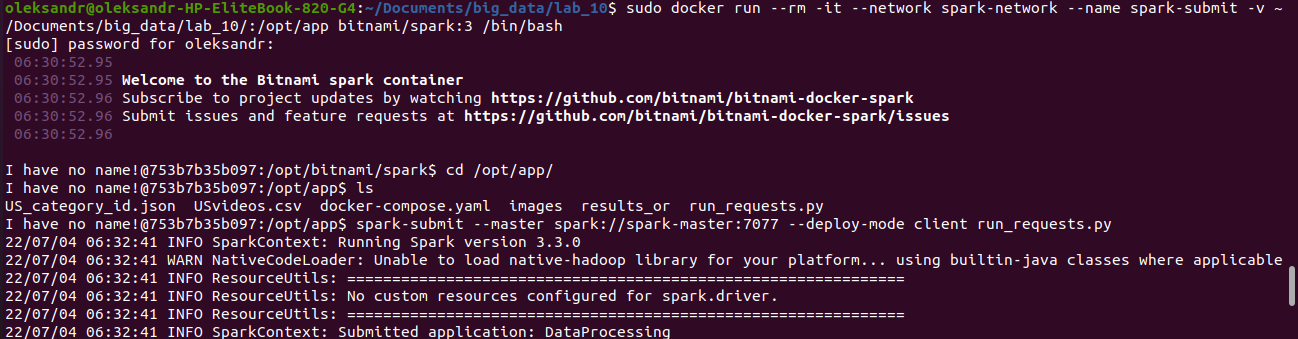 oleksandr@oleksandr-HP-EliteBook-820-G4:~/Documents/big_data/lab_10$ sudo docker run --rm -it --network spark-network --name spark-submit -v ~
/Documents/big_data/lab_10/:/opt/app bitnami/spark:3 /bin/bash
[sudo] password for oleksandr:
06:30:52.95
06:30:52.95 Welcome to the Bitnami spark container
06:30:52.96 Subscribe to project updates by watching https://github.com/bitnami/bitnami-docker-spark
06:30:52.96 Submit issues and feature requests at https://github.com/bitnami/bitnami-docker-spark/issues
06:30:52.96
I have no name!@753b7b35b097:/opt/bitnami/spark$ cd /opt/app/
I have no name!@753b7b35b097:/opt/app$ ls
US_category_id.json  USvideos.csv  docker-compose.yaml  images  results_or  run_requests.py
I have no name!@753b7b35b097:/opt/app$ spark-submit --master spark://spark-master:7077 --deploy-mode client run_requests.py
22/07/04 06:32:41 INFO SparkContext: Running Spark version 3.3.0
22/07/04 06:32:41 WARN NativeCodeLoader: Unable to load native-hadoop library for your platform... using builtin-java classes where applicable
22/07/04 06:32:41 INFO ResourceUtils: ==============================================================
22/07/04 06:32:41 INFO ResourceUtils: No custom resources configured for spark.driver.
22/07/04 06:32:41 INFO ResourceUtils: ==============================================================
22/07/04 06:32:41 INFO SparkContext: Submitted application: DataProcessing